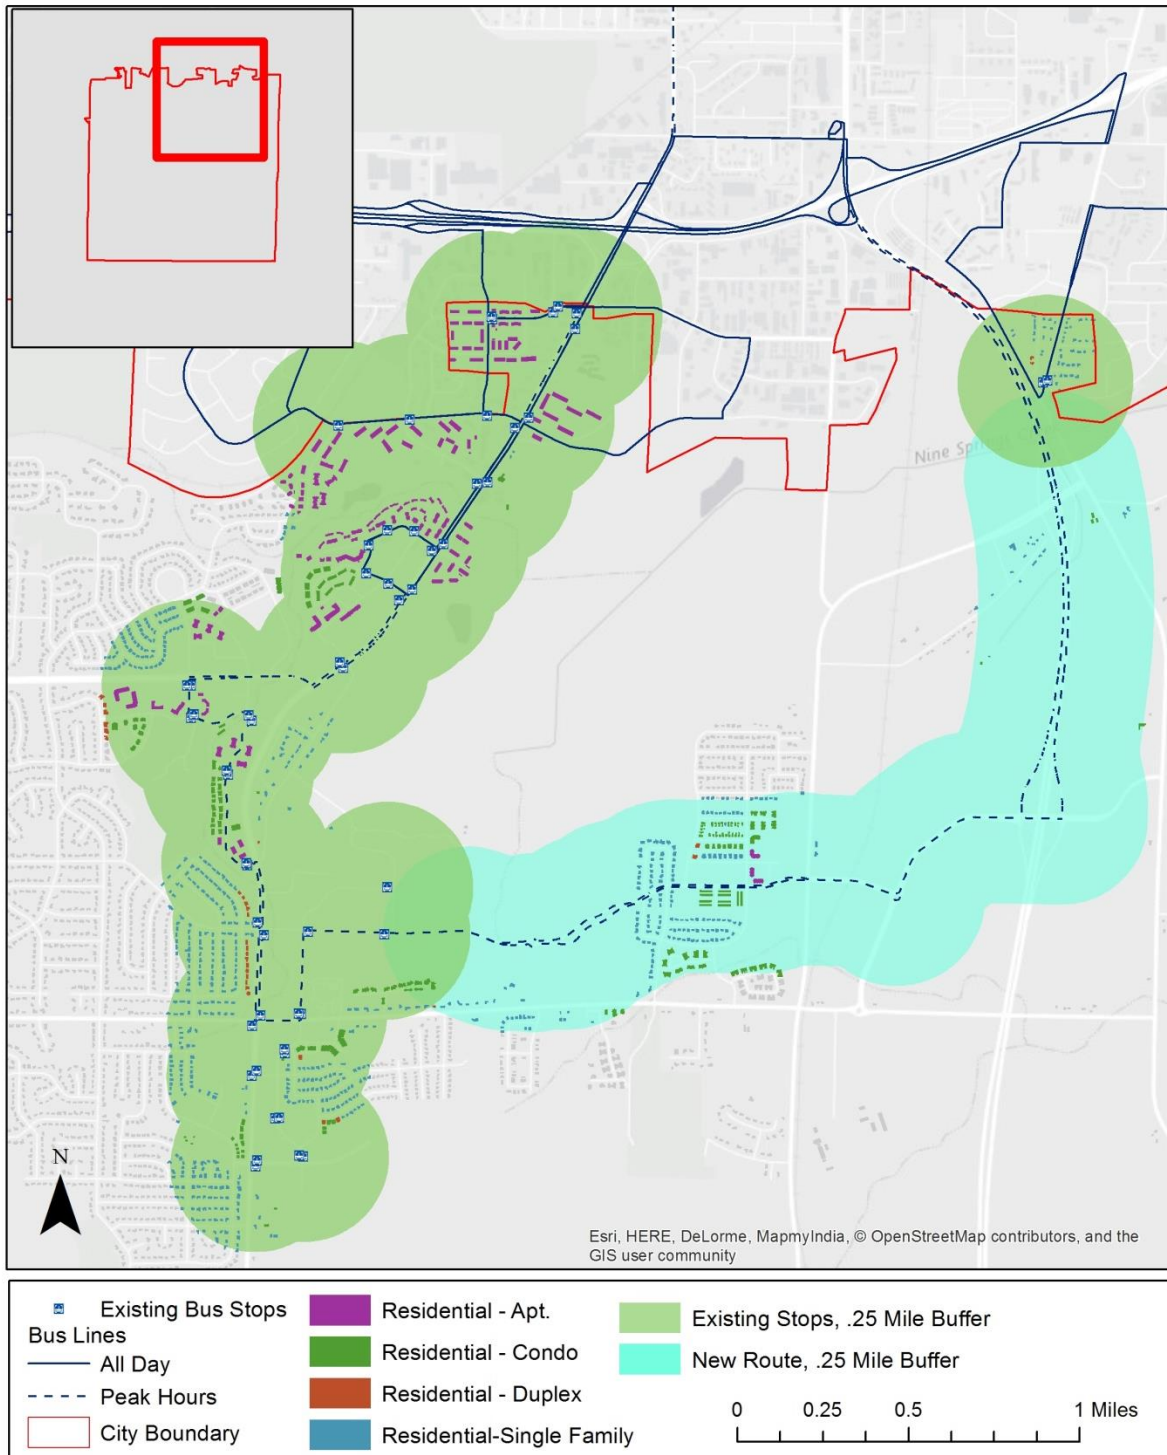 Nine Sprin
N
Esri, HERE, DeLorme, MapmyIndia, © OpenStreetMap contributors, and the
GIS user community
Existing Bus Stops
Bus Lines
All Day
Peak Hours
City Boundary
Residential - Apt.
Residential - Condo
Residential - Duplex
Residential-Single Family
Existing Stops, .25 Mile Buffer
New Route, .25 Mile Buffer
0 0.25 0.5 1 Miles